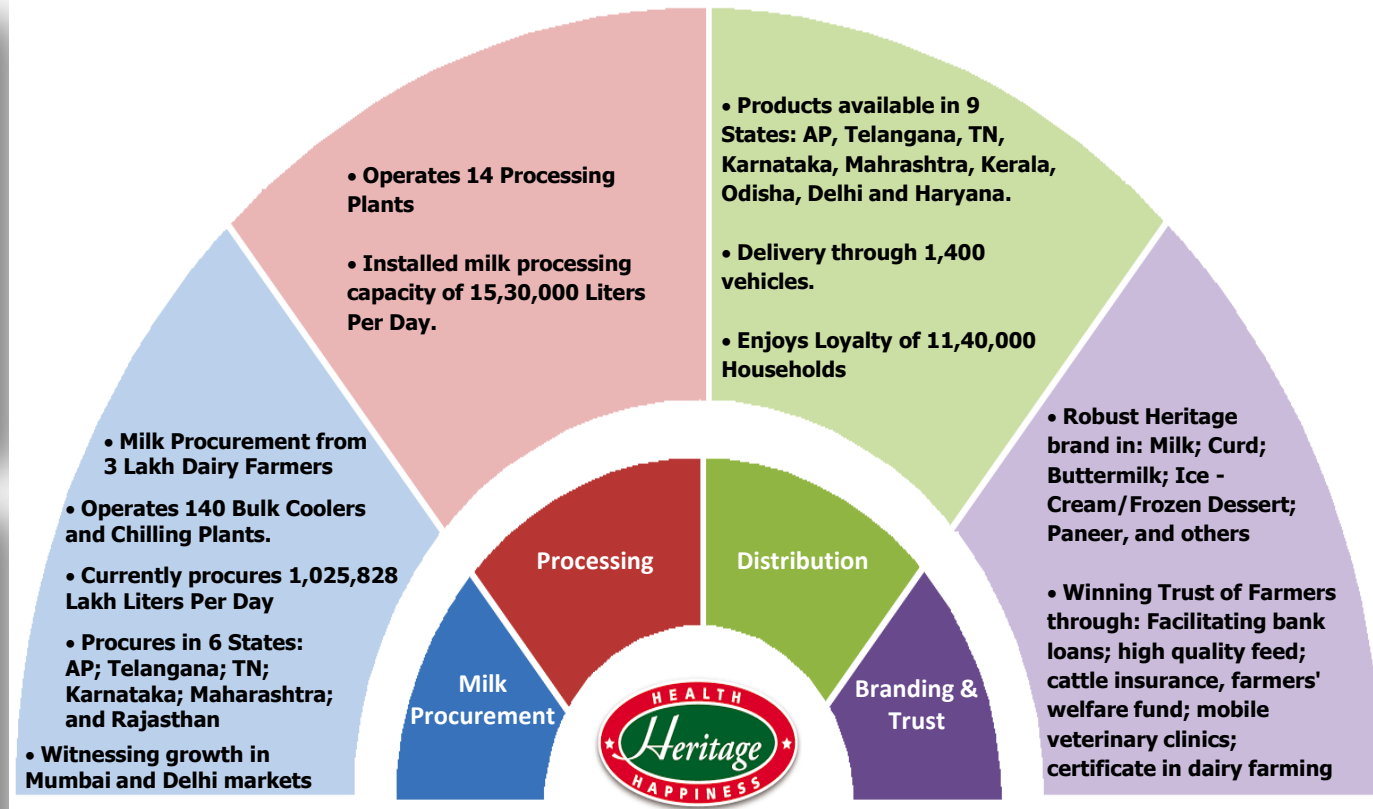 • Milk Procurement from
3 Lakh Dairy Farmers
• Operates 140 Bulk Coolers
and Chilling Plants.
• Currently procures 1,025,828
Lakh Liters Per Day
• Procures in 6 States:
AP; Telangana; TN;
Karnataka; Maharashtra;
and Rajasthan
• Witnessing growth in
Mumbai and Delhi markets
• Operates 14 Processing
Plants
• Installed milk processing
capacity of 15,30,000 Liters
Per Day.
• Products available in 9
States: AP, Telangana, TN,
Karnataka, Mahrashtra, Kerala,
Odisha, Delhi and Haryana.
• Delivery through 1,400
vehicles.
• Enjoys Loyalty of 11,40,000
Households
• Robust Heritage
brand in: Milk; Curd;
Buttermilk; Ice -
Cream/Frozen Dessert;
Paneer, and others
• Winning Trust of Farmers
through: Facilitating bank
loans; high quality feed;
cattle insurance, farmers'
welfare fund; mobile
veterinary clinics;
certificate in dairy farming
Milk
Procurement
Processing
Distribution
Branding &
Trust
HEALTH
Heritage
HAPPINESS